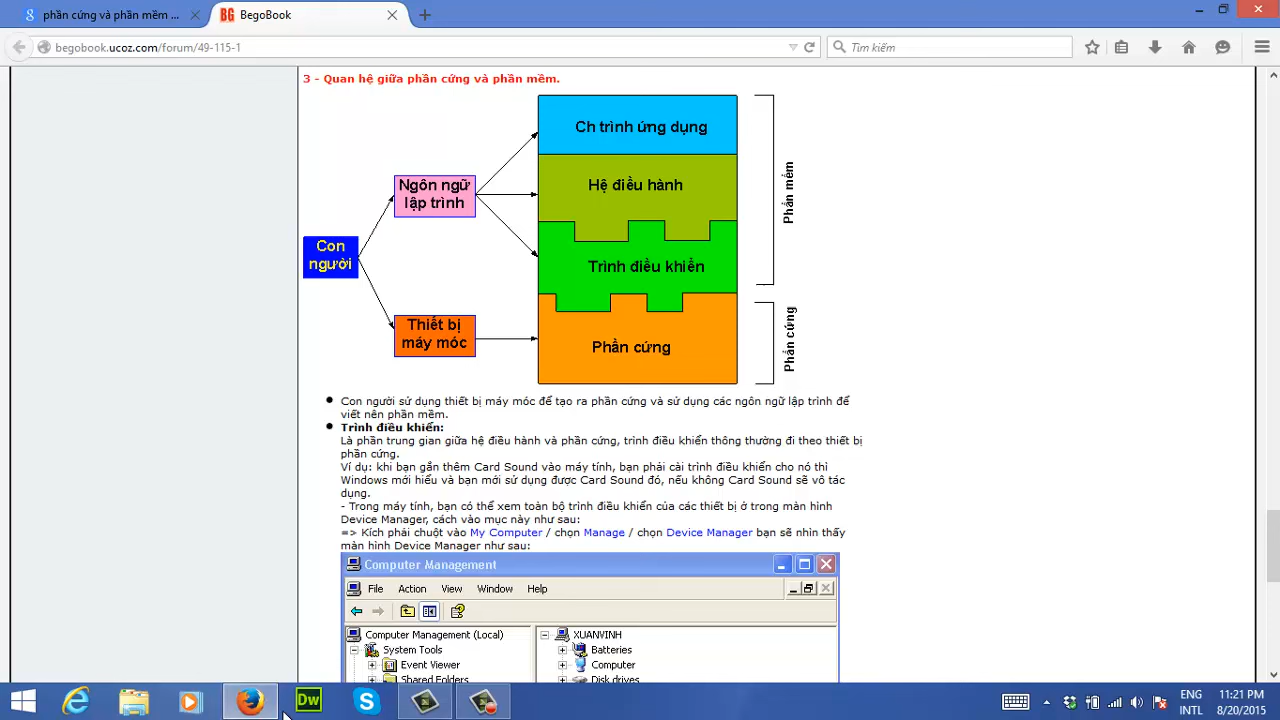 phần cứng và phần mềm ...
BegoBook
begobook.ucoz.com/forum/49-115-1
Tìm kiếm
3 - Quan hệ giữa phần cứng và phần mềm.
Ch trình ứng dụng
Ngôn ngữ
lập trình
Hệ điều hành
Phần mềm
Con
người
Trình điều khiển
Thiết bị
máy móc
Phần cứng
Phần cứng
Con người sử dụng thiết bị máy móc để tạo ra phần cứng và sử dụng các ngôn ngữ lập trình để
viết nên phần mềm.
Trình điều khiển:
Là phần trung gian giữa hệ điều hành và phần cứng, trình điều khiển thông thường đi theo thiết bị
phần cứng.
Ví dụ: khi bạn gắn thêm Card Sound vào máy tính, bạn phải cài trình điều khiển cho nó thì
Windows mới hiểu và bạn mới sử dụng được Card Sound đó, nếu không Card Sound sẽ vô tác
dụng.
- Trong máy tính, bạn có thể xem toàn bộ trình điều khiển của các thiết bị ở trong màn hình
Device Manager, cách vào mục này như sau:
=> Kích phải chuột vào My Computer / chọn Manage / chọn Device Manager bạn sẽ nhìn thấy
màn hình Device Manager như sau:
Computer Management
File Action View Window Help
Computer Management (Local)
System Tools
Event Viewer
Shared Folders
XUANVINH
Batteries
Computer
Disk drives
Dw
ENG
INTL
11:21 PM
8/20/2015